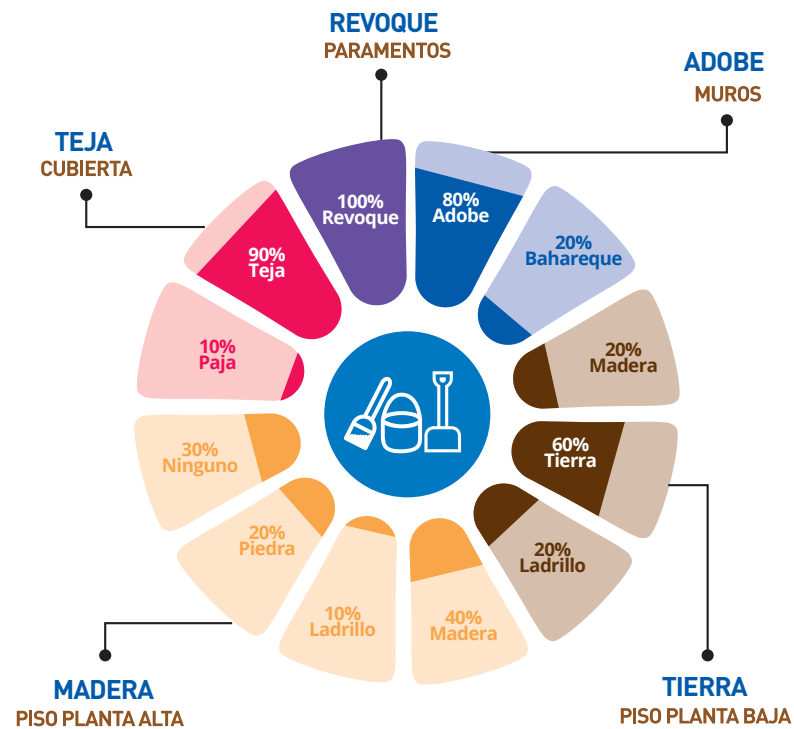 REVOQUE
PARAMENTOS
ADOBE
MUROS
TEJA
CUBIERTA
100%
Revoque
80%
Adobe
20%
Bahareque
90%
Teja
20%
Madera
10%
Paja
60%
Tierra
30%
Ninguno
20%
Ladrillo
20%
Piedra
10%
Ladrillo
40%
Madera
MADERA
PISO PLANTA ALTA
TIERRA
PISO PLANTA BAJA